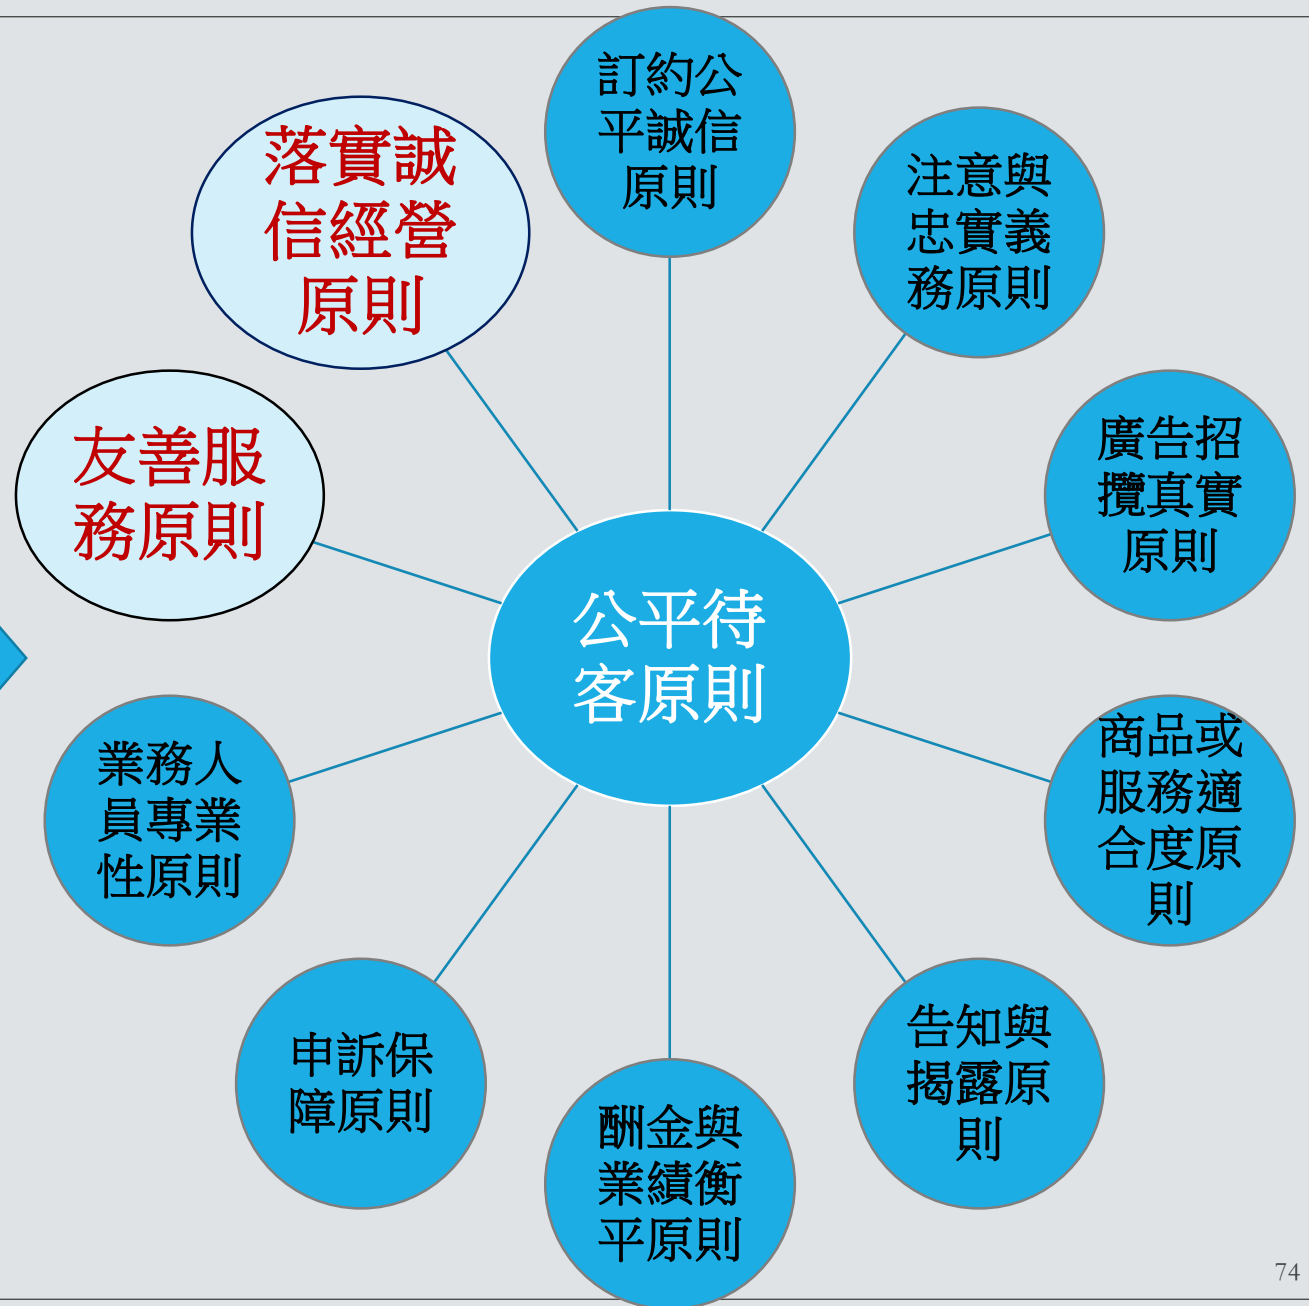 訂約公
平誠信
原則
注意與
忠實義
務原則
廣告招
攬真實
原則
商品或
服務適
合度原
則
告知與
揭露原
則
酬金與
業績衡
平原則
申訴保
障原則
業務人
員專業
性原則
友善服
務原則
落實誠
信經營
原則
公平待
客原則
74